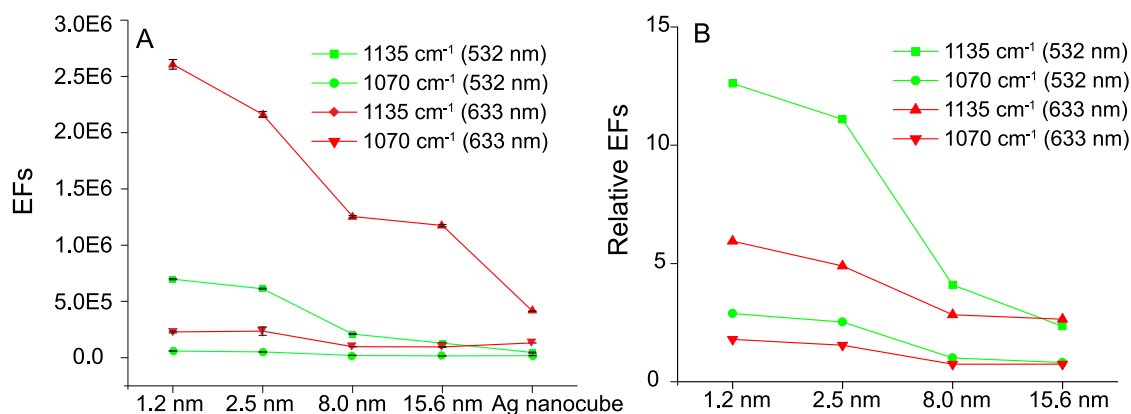 A
EFs
3.0E6
2.5E6
2.0E6
1.5E6
1.0E6
5.0E5
0.0
1135 cm⁻¹ (532 nm)
1070 cm⁻¹ (532 nm)
1135 cm⁻¹ (633 nm)
1070 cm⁻¹ (633 nm)
1.2 nm 2.5 nm 8.0 nm 15.6 nm Ag nanocube
B
Relative EFs
15
10
5
0
1135 cm⁻¹ (532 nm)
1070 cm⁻¹ (532 nm)
1135 cm⁻¹ (633 nm)
1070 cm⁻¹ (633 nm)
1.2 nm 2.5 nm 8.0 nm 15.6 nm